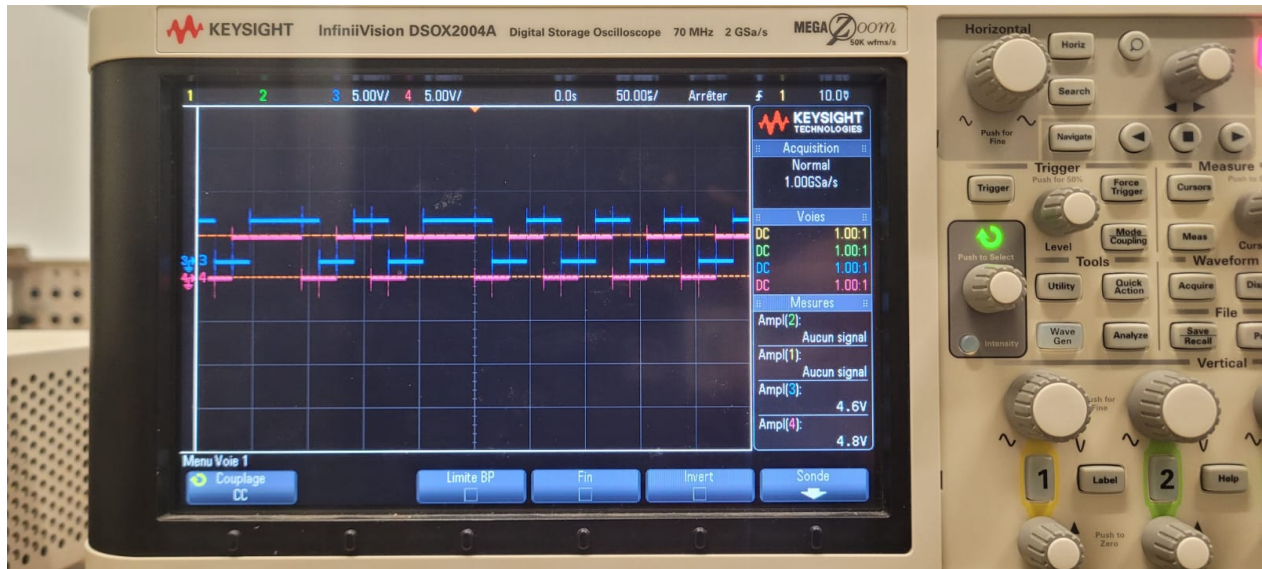 KEYSIGHT InfiniiVision DSOX2004A Digital Storage Oscilloscope 70 MHz 2 GSa/s MEGA Zoom
50K wfms/s
1 2 3 5.00V/ 4 5.00V/ 0.0s 50.00%/ Arrêter 1 10.0V
KEYSIGHT
TECHNOLOGIES
Acquisition
Normal
1.00GSa/s
Voies
DC 1.00:1
DC 1.00:1
DC 1.00:1
DC 1.00:1
Mesures
Ampl(2):
Aucun signal
Ampl(1):
Aucun signal
Ampl(3):
4.6V
Ampl(4):
4.8V
3
4
Menu Voie 1
Couplage
CC
Limite BP
Fin
Invert
Sonde
Horizontal
Horiz
Search
Navigate
Push for
Fine
Trigger
Push for 50%
Measure
Trigger
Force
Trigger
Cursors
Level
Mode
Coupling
Meas
Push to Select
Tools
Utility
Quick
Action
Acquire
File
Intensity
Wave
Gen
Analyze
Save
Recall
Vertical
Push for
Fine
1
Label
2
Help
Push to
Zero